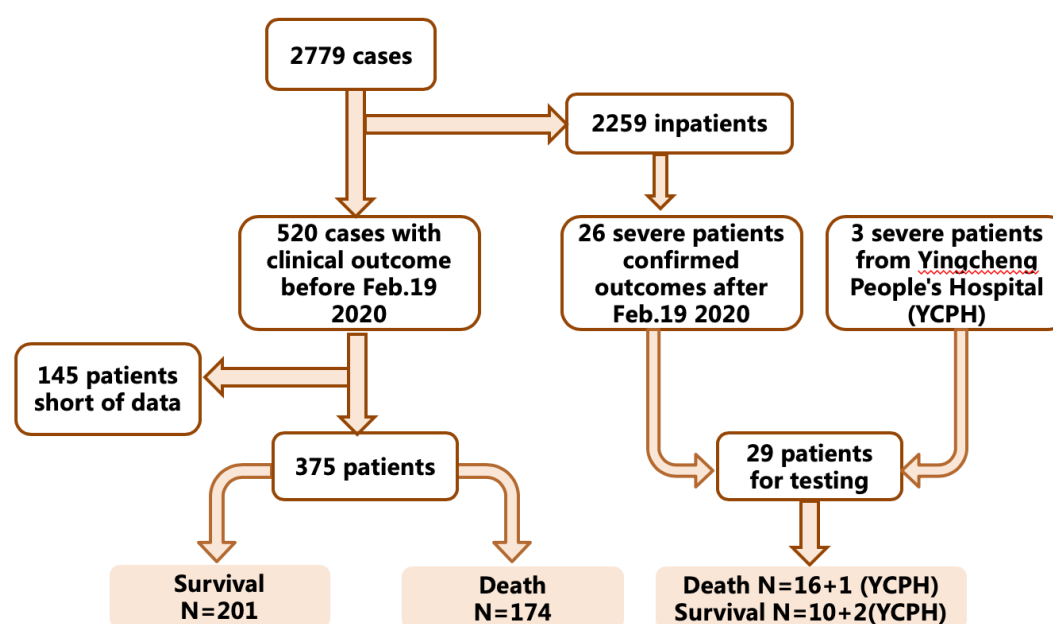 2779 cases
2259 inpatients
520 cases with
clinical outcome
before Feb.19
2020
26 severe patients
confirmed
outcomes after
Feb.19 2020
3 severe patients
from Yingcheng
People's Hospital
(YCPH)
145 patients
short of data
375 patients
29 patients
for testing
Survival
N=201
Death
N=174
Death N=16+1 (YCPH)
Survival N=10+2(YCPH)